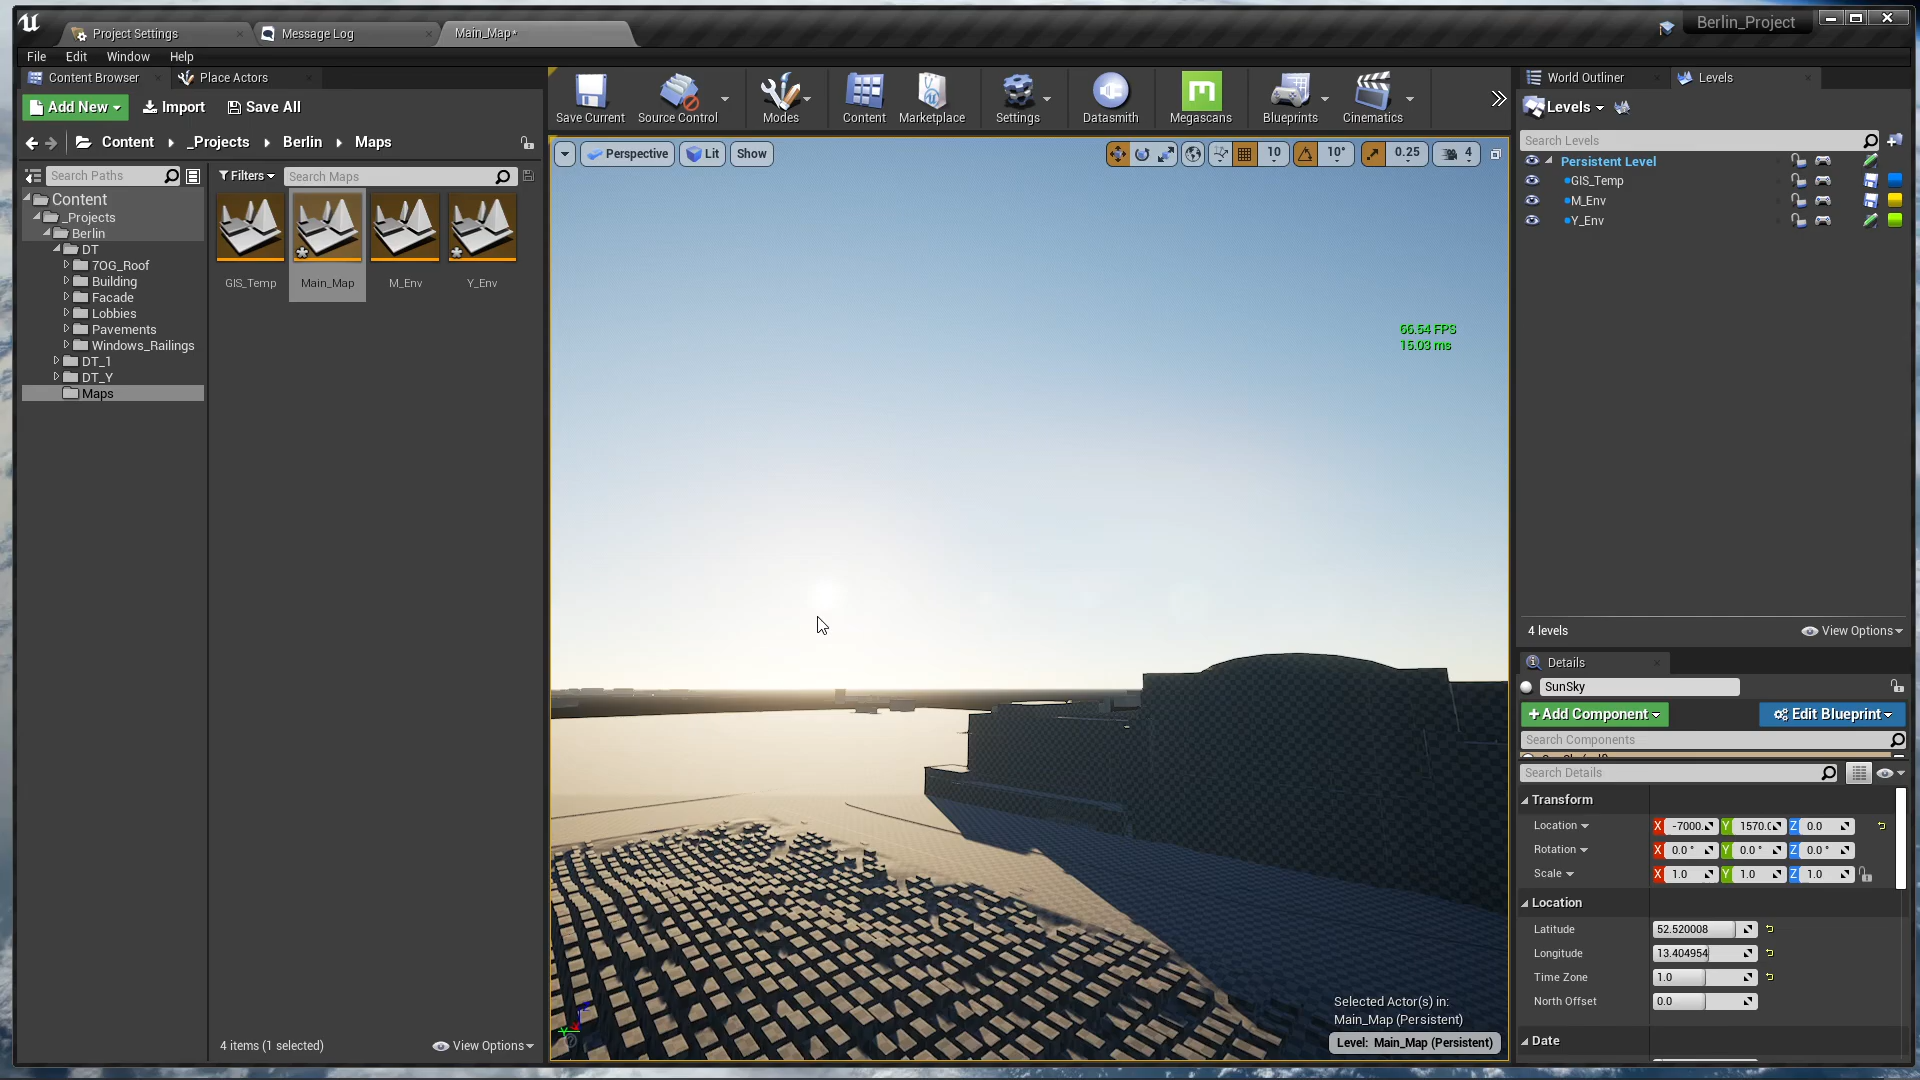 Project Settings
Message Log
Main_Map*
Berlin_Project
File Edit Window Help
Content Browser
Place Actors
Add New
Import
Save All
Content
_Projects
Berlin
Maps
Search Paths
Filters
Search Maps
Content
_Projects
Berlin
DT
7OG_Roof
Building
Facade
Lobbies
Pavements
Windows_Railings
DT_1
DT_Y
Maps
GIS_Temp
Main_Map
M_Env
Y_Env
4 items (1 selected)
View Options
Save Current
Source Control
Modes
Content
Marketplace
Settings
Datasmith
Megascans
Blueprints
Cinematics
Perspective
Lit
Show
10
10°
0.25
4
66.54 FPS
15.03 ms
Selected Actor(s) in:
Main_Map (Persistent)
Level: Main_Map (Persistent)
World Outliner
Levels
Levels
Search Levels
Persistent Level
GIS_Temp
M_Env
Y_Env
4 levels
View Options
Details
SunSky
Add Component
Edit Blueprint
Search Components
Search Details
Transform
Location X -7000. Y 1570.0 Z 0.0
Rotation X 0.0 ° Y 0.0 ° Z 0.0 °
Scale X 1.0 Y 1.0 Z 1.0
Location
Latitude 52.520008
Longitude 13.404954
Time Zone 1.0
North Offset 0.0
Date